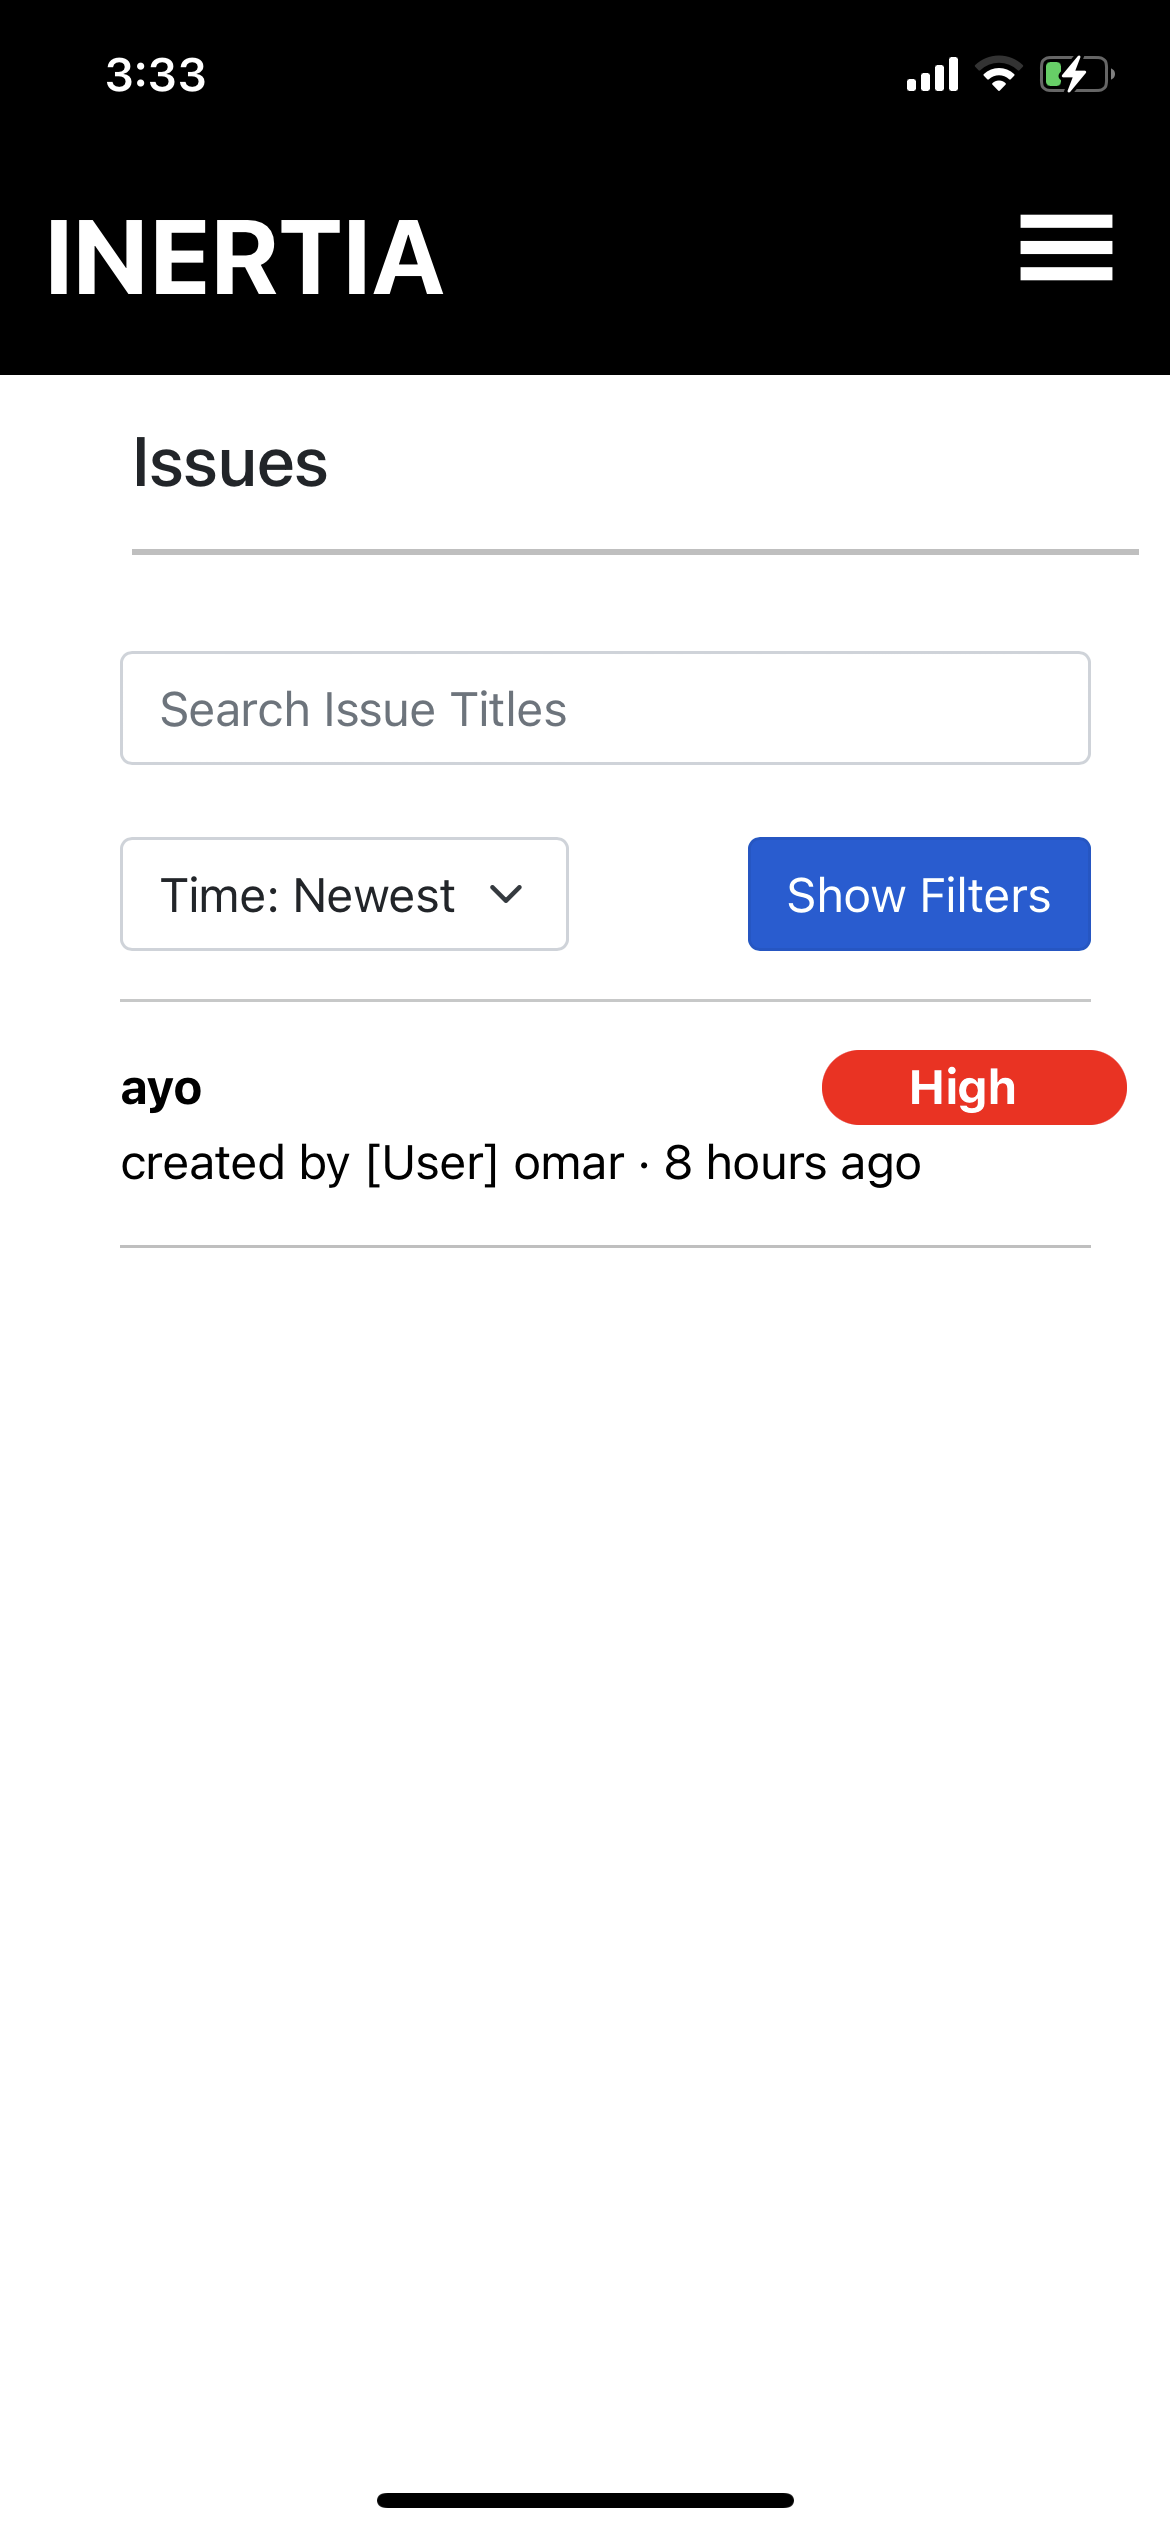 3:33
INERTIA
Issues
Search Issue Titles
Time: Newest
Show Filters
ayo
High
created by [User] omar · 8 hours ago